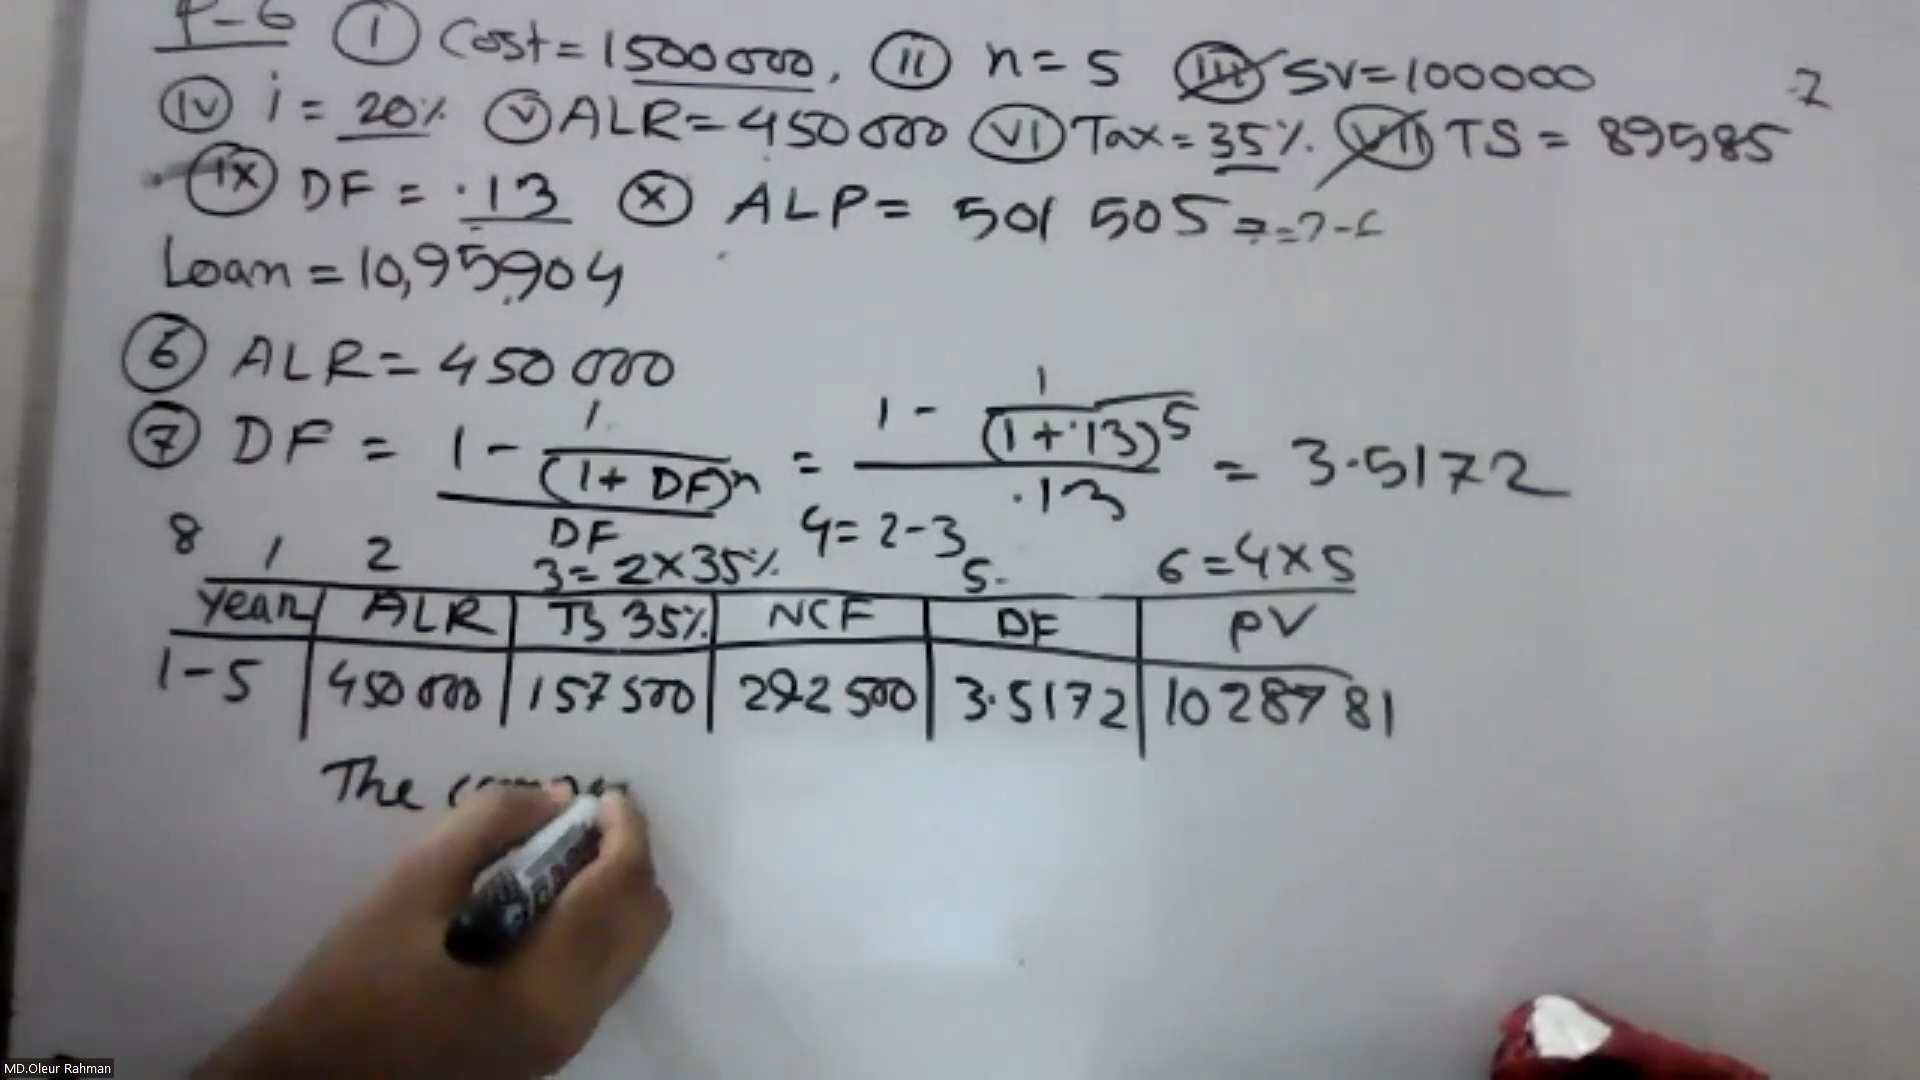 P-6 (I) Cost = 1500000, (II) n = 5 (III) SV = 100000
(IV) i = 20% (V) ALR = 450000 (VI) Tax = 35% (VII) TS = 89585
(IX) DF = .13 (X) ALP = 501505
Loan = 10,95,904
(6) ALR = 450000
(7) DF = 1 - 1/(1+DF)^n / DF = 1 - 1/(1+.13)^5 / .13 = 3.5172
8 1 2 3=2×35% 4=2-3 5. 6=4×5
Year ALR TS 35% NCF DF PV
1-5 450000 157500 292500 3.5172 1028781
The
MD.Oleur Rahman